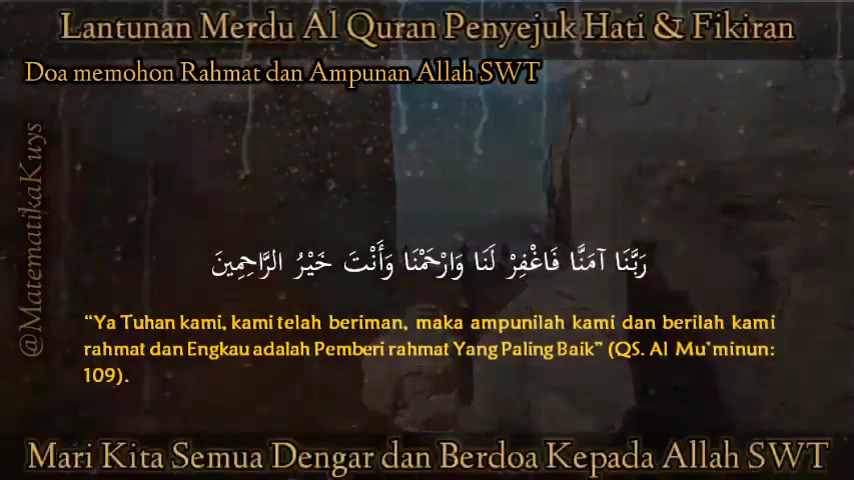 Lantunan Merdu Al Quran Penyejuk Hati & Fikiran
Doa memohon Rahmat dan Ampunan Allah SWT
@MatematikaKuys
رَبَّنَا آمَنَّا فَاغْفِرْ لَنَا وَارْحَمْنَا وَأَنْتَ خَيْرُ الرَّاحِمِينَ
“Ya Tuhan kami, kami telah beriman, maka ampunilah kami dan berilah kami
rahmat dan Engkau adalah Pemberi rahmat Yang Paling Baik” (QS. Al Mu’minun:
109).
Mari Kita Semua Dengar dan Berdoa Kepada Allah SWT